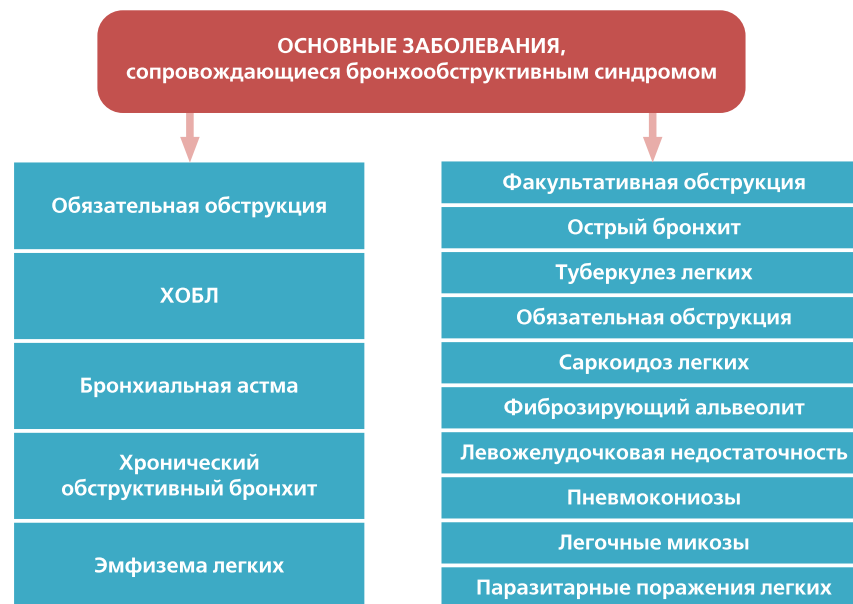 ОСНОВНЫЕ ЗАБОЛЕВАНИЯ,
сопровождающиеся бронхообструктивным синдромом
Обязательная обструкция
ХОБЛ
Бронхиальная астма
Хронический
обструктивный бронхит
Эмфизема легких
Факультативная обструкция
Острый бронхит
Туберкулез легких
Обязательная обструкция
Саркоидоз легких
Фиброзирующий альвеолит
Левожелудочковая недостаточность
Пневмокониозы
Легочные микозы
Паразитарные поражения легких